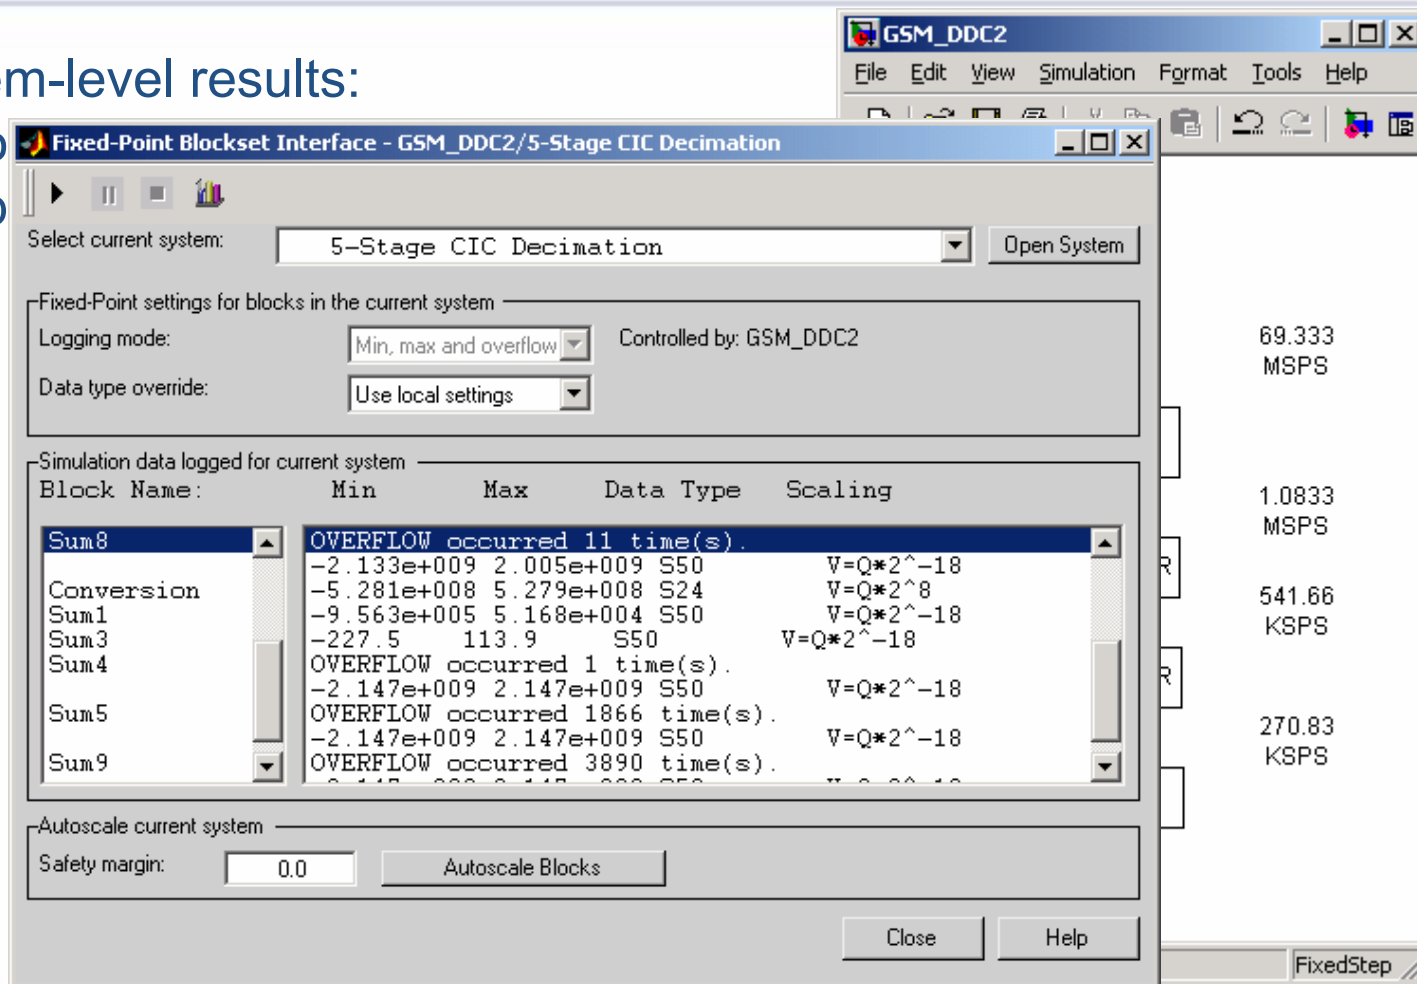 em-level results:
GSM_DDC2
File Edit View Simulation Format Tools Help
Fixed-Point Blockset Interface - GSM_DDC2/5-Stage CIC Decimation
Select current system:
5-Stage CIC Decimation
Open System
Fixed-Point settings for blocks in the current system
Logging mode:
Min, max and overflow
Controlled by: GSM_DDC2
Data type override:
Use local settings
Simulation data logged for current system
Block Name: Min Max Data Type Scaling
Sum8 OVERFLOW occurred 11 time(s).
-2.133e+009 2.005e+009 S50 V=Q*2^-18
Conversion -5.281e+008 5.279e+008 S24 V=Q*2^8
Sum1 -9.563e+005 5.168e+004 S50 V=Q*2^-18
Sum3 -227.5 113.9 S50 V=Q*2^-18
Sum4 OVERFLOW occurred 1 time(s).
-2.147e+009 2.147e+009 S50 V=Q*2^-18
Sum5 OVERFLOW occurred 1866 time(s).
-2.147e+009 2.147e+009 S50 V=Q*2^-18
Sum9 OVERFLOW occurred 3890 time(s).
Autoscale current system
Safety margin:
0.0
Autoscale Blocks
Close
Help
69.333
MSPS
1.0833
MSPS
R
541.66
KSPS
R
270.83
KSPS
FixedStep